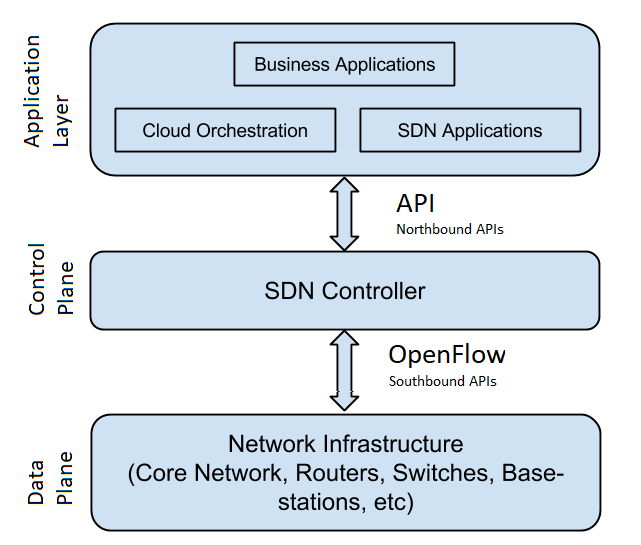 Application
Layer
Business Applications
Cloud Orchestration
SDN Applications
API
Northbound APIs
Control
Plane
SDN Controller
OpenFlow
Southbound APIs
Data
Plane
Network Infrastructure
(Core Network, Routers, Switches, Base-
stations, etc)